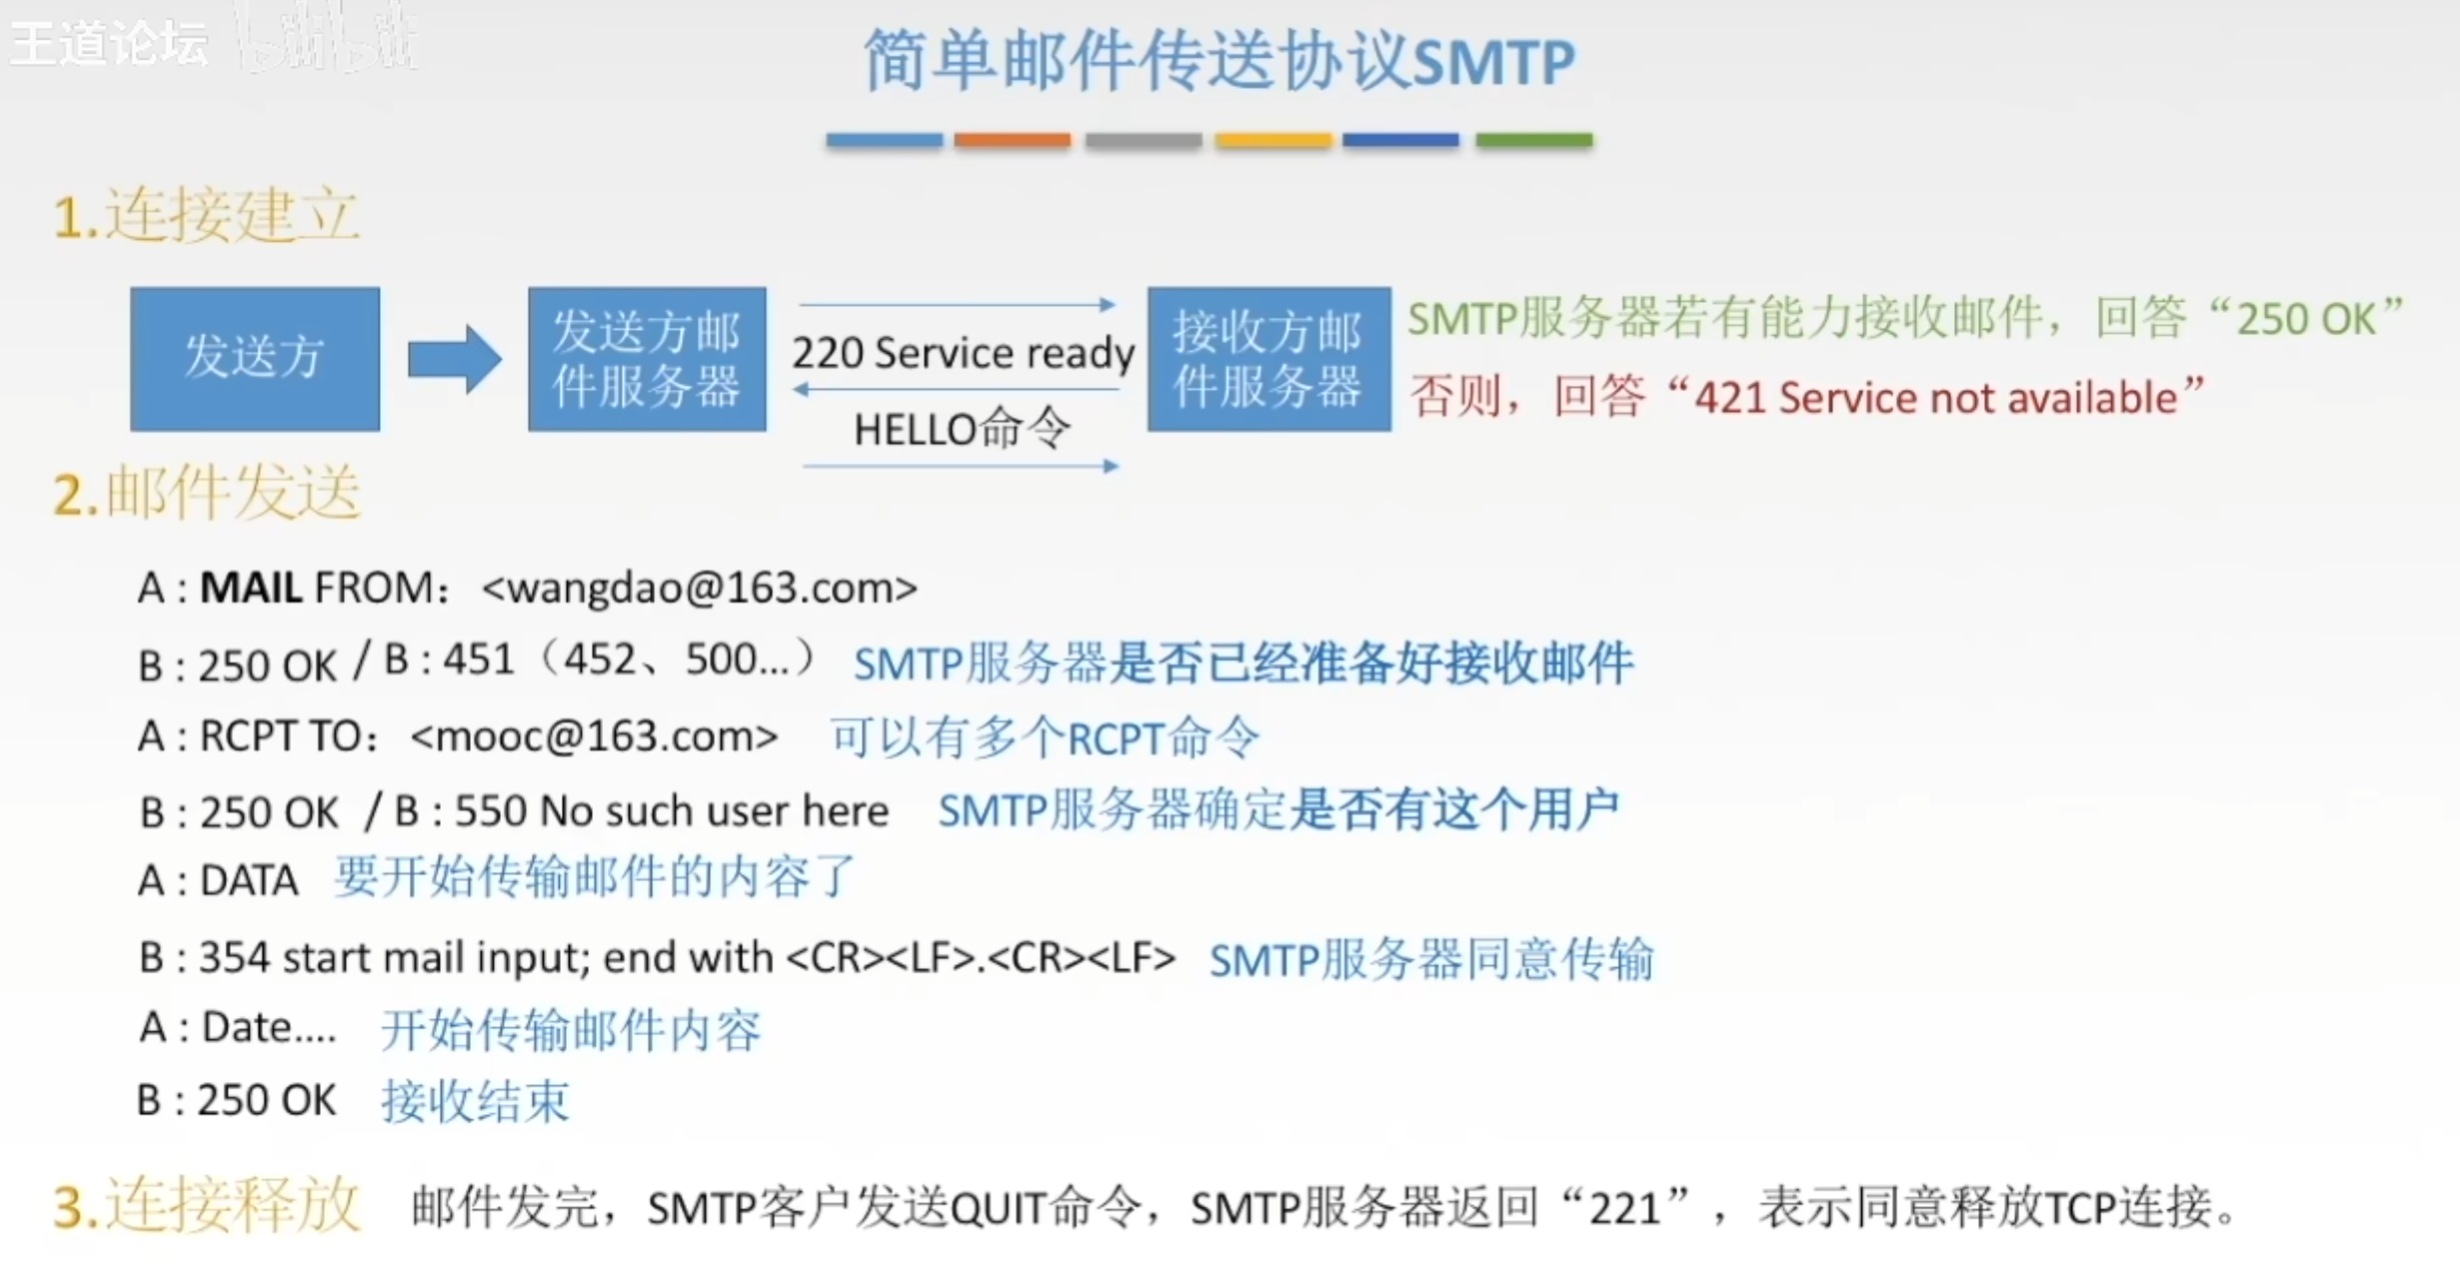 王道论坛 bilibili
简单邮件传送协议SMTP
1.连接建立
发送方
发送方邮
件服务器
220 Service ready
HELLO命令
接收方邮
件服务器
SMTP服务器若有能力接收邮件，回答“250 OK”
否则，回答“421 Service not available”
2.邮件发送
A : MAIL FROM：<wangdao@163.com>
B : 250 OK / B : 451（452、500...） SMTP服务器是否已经准备好接收邮件
A : RCPT TO：<mooc@163.com> 可以有多个RCPT命令
B : 250 OK / B : 550 No such user here SMTP服务器确定是否有这个用户
A : DATA 要开始传输邮件的内容了
B : 354 start mail input; end with <CR><LF>.<CR><LF> SMTP服务器同意传输
A : Date.... 开始传输邮件内容
B : 250 OK 接收结束
3.连接释放 邮件发完，SMTP客户发送QUIT命令，SMTP服务器返回“221”，表示同意释放TCP连接。